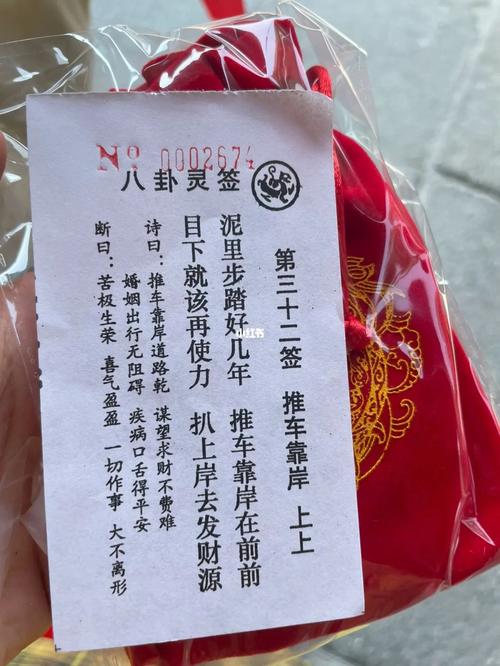 № 0002674
八卦灵签
第三十二签 推车靠岸 上上
泥里步踏好几年 推车靠岸在前前
目下就该再使力 扒上岸去发财源
诗曰：推车靠岸道路乾 谋望求财不费难
婚姻出行无阻碍 疾病口舌得平安
断曰：苦极生荣 喜气盈盈 一切作事 大不离形
小红书